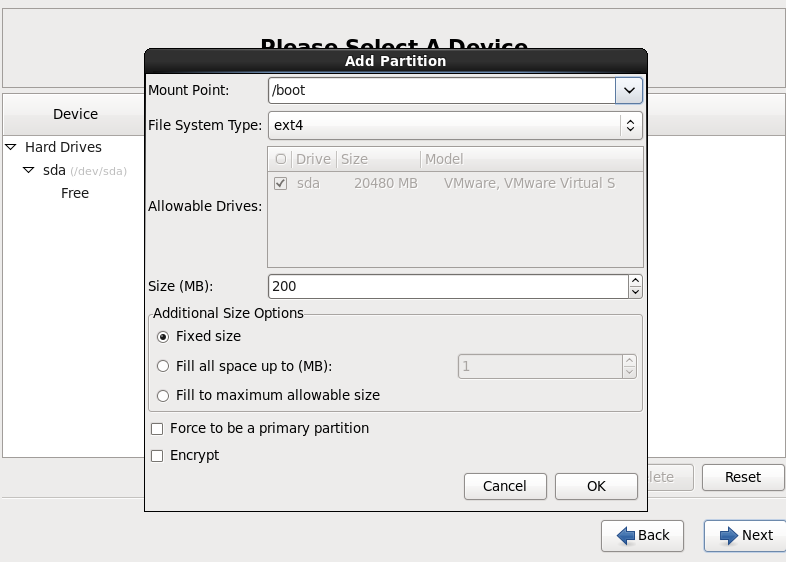 Please Select A Device
Add Partition
Mount Point: /boot
Device
File System Type: ext4
Hard Drives
Drive Size Model
sda (/dev/sda)
sda 20480 MB VMware, VMware Virtual S
Free
Allowable Drives:
Size (MB): 200
Additional Size Options
Fixed size
Fill all space up to (MB): 1
Fill to maximum allowable size
Force to be a primary partition
Encrypt
Cancel OK
lete Reset
Back Next